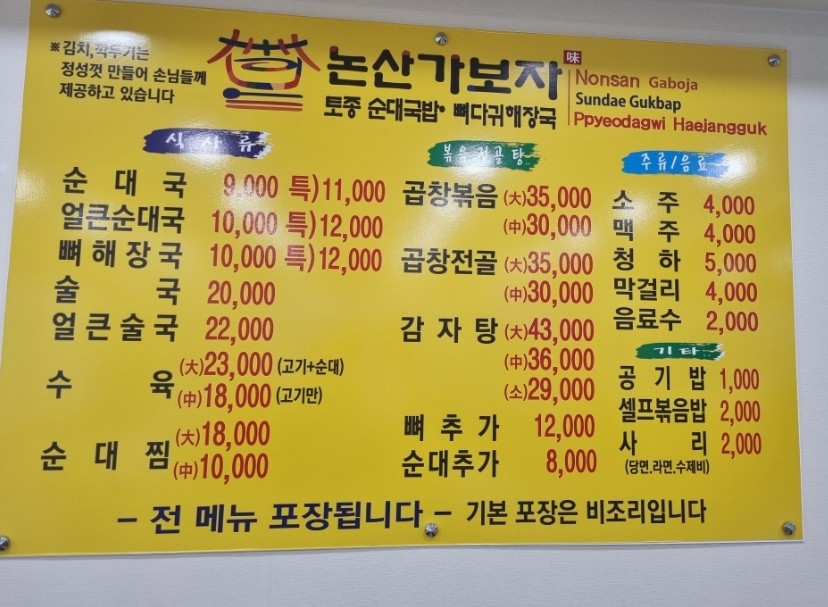 ※김치,깍두기는
정성껏 만들어 손님들께
제공하고 있습니다
논산가보자 味
토종 순대국밥· 뼈다귀해장국
Nonsan Gaboja
Sundae Gukbap
Ppyeodagwi Haejangguk
식사류
순대국 9,000 특)11,000
얼큰순대국 10,000 특)12,000
뼈해장국 10,000 특)12,000
술국 20,000
얼큰술국 22,000
수육 (大)23,000 (고기+순대)
(中)18,000 (고기만)
순대찜 (大)18,000
(中)10,000
볶음전골탕
곱창볶음 (大)35,000
(中)30,000
곱창전골 (大)35,000
(中)30,000
감자탕 (大)43,000
(中)36,000
(소)29,000
뼈추가 12,000
순대추가 8,000
주류/음료
소주 4,000
맥주 4,000
청하 5,000
막걸리 4,000
음료수 2,000
기타
공기밥 1,000
셀프볶음밥 2,000
사리 2,000
(당면.라면.수제비)
- 전 메뉴 포장됩니다 - 기본 포장은 비조리입니다